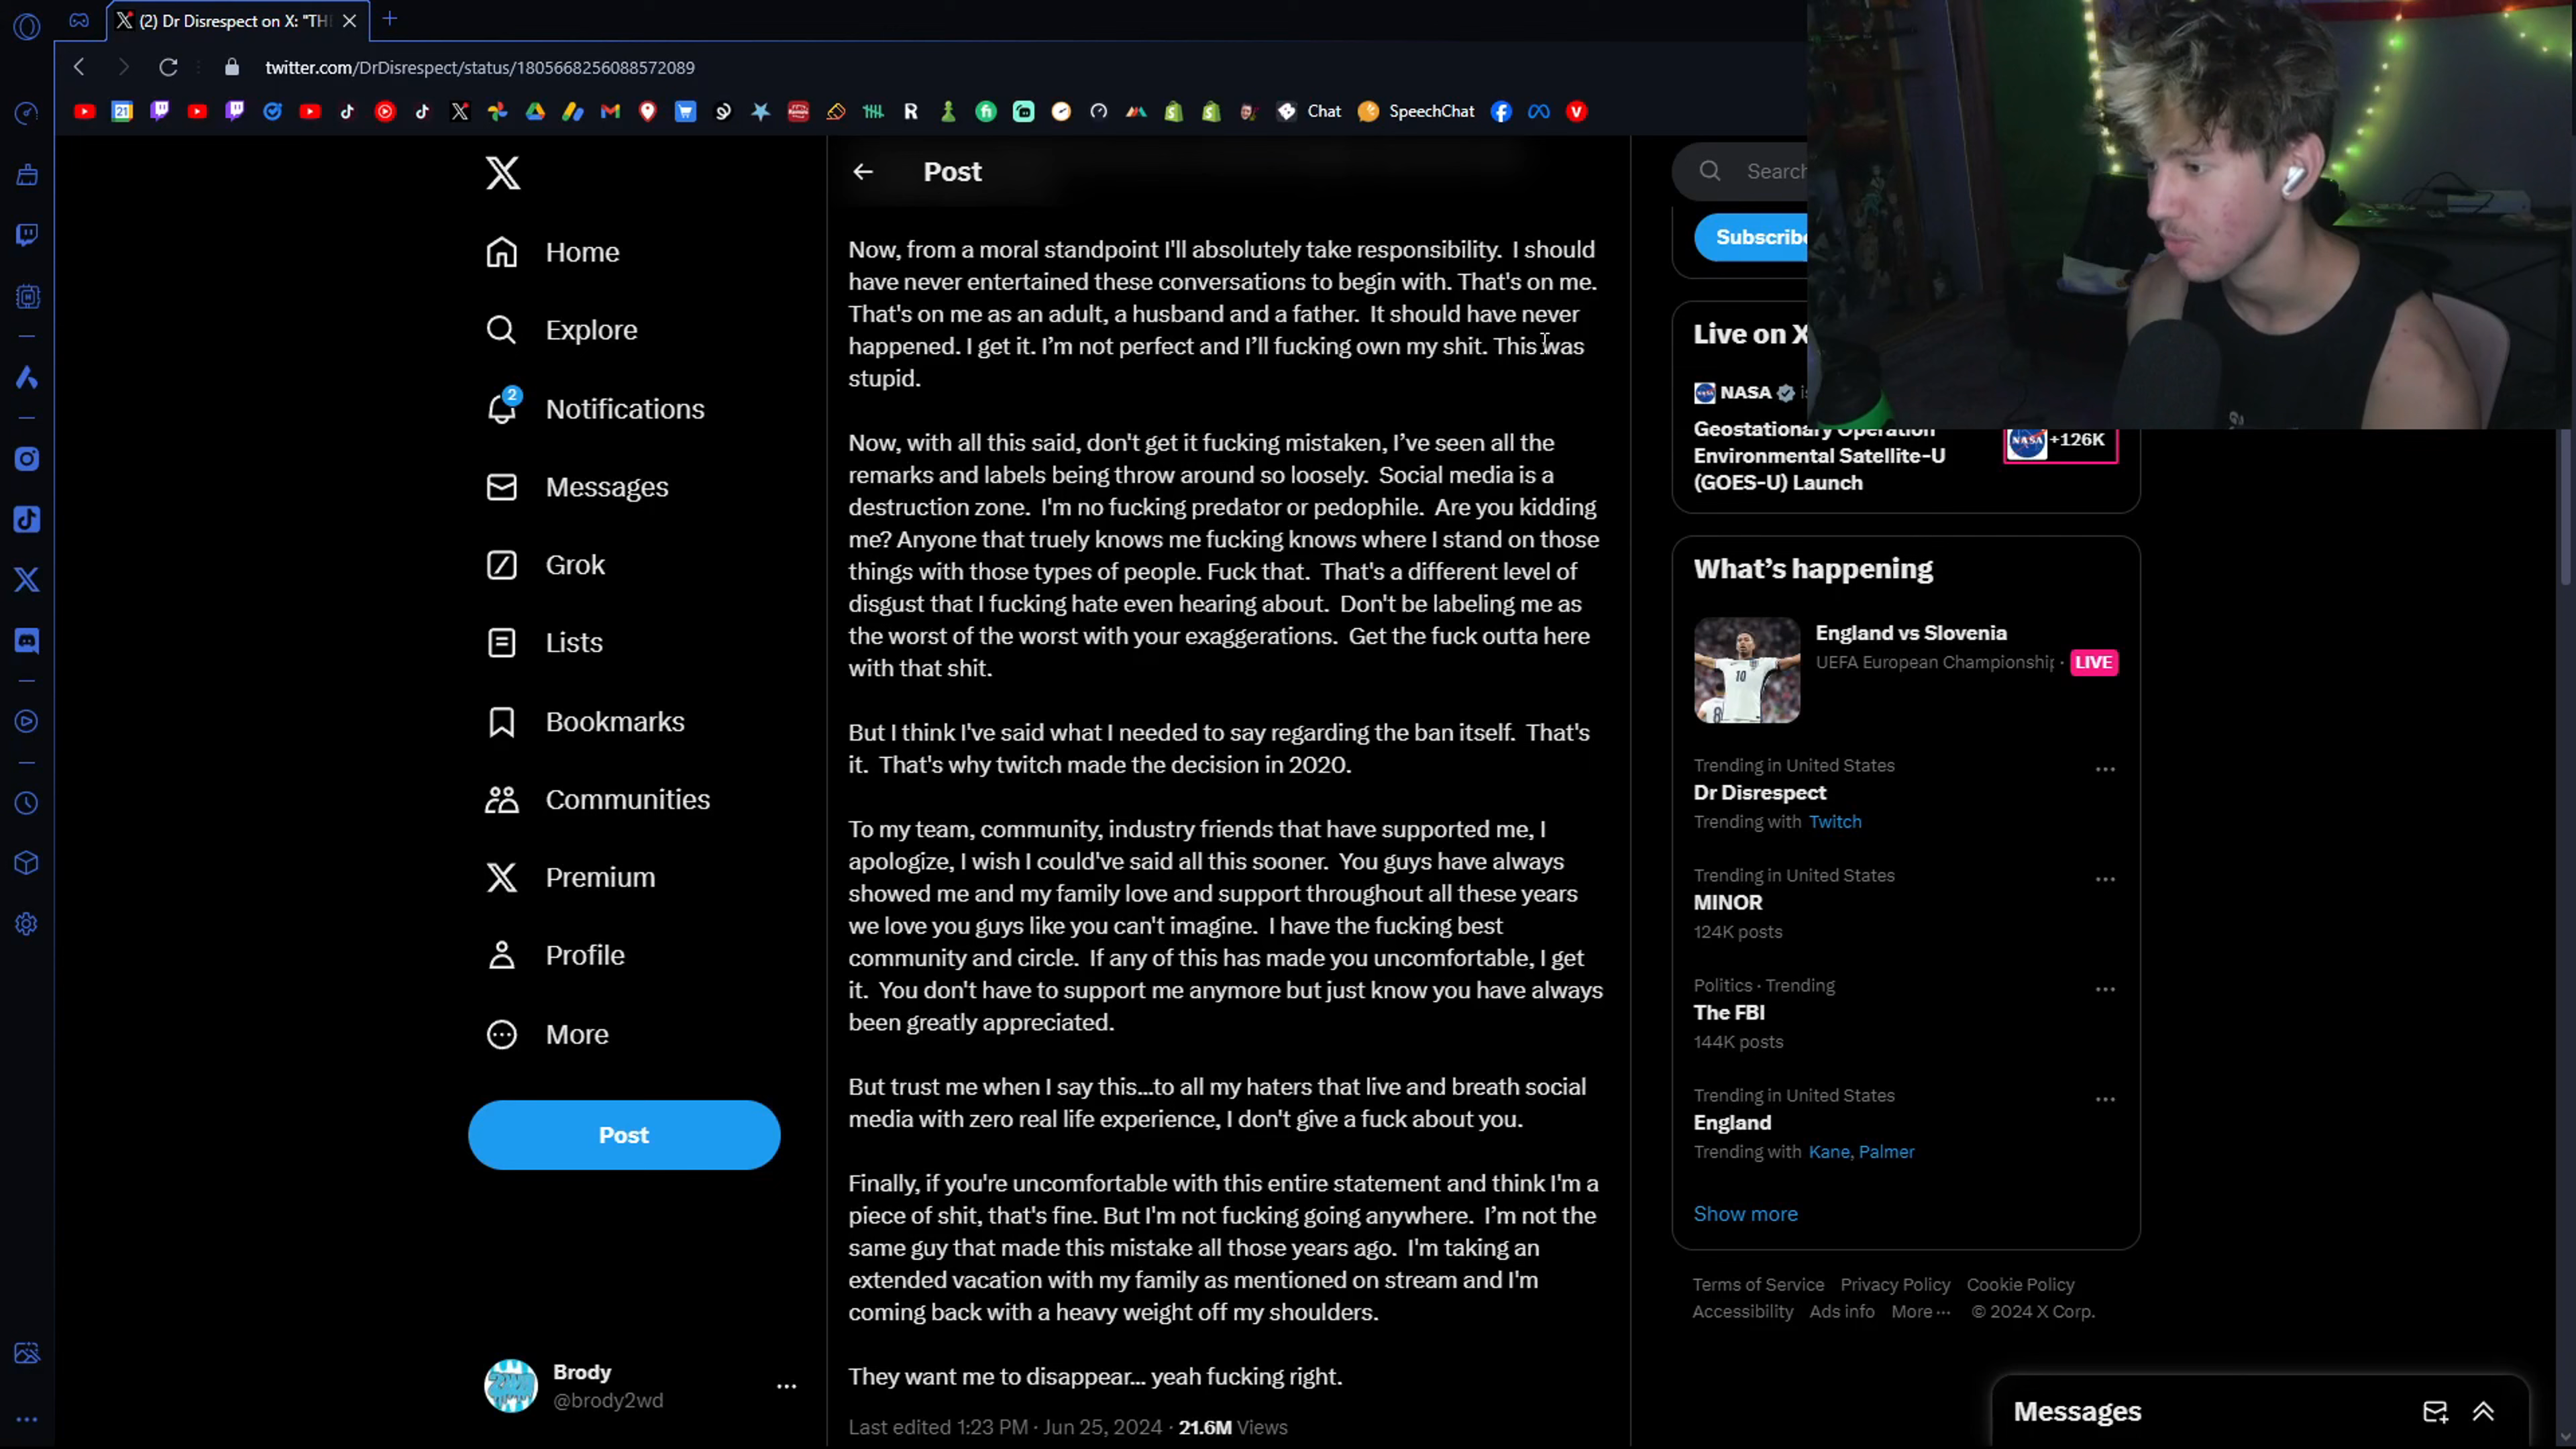 (2) Dr Disrespect on X: "TH
twitter.com/DrDisrespect/status/1805668256088572089
21
Chat
SpeechChat
Post
Search
Subscribe
Home
Explore
2
Notifications
Messages
Grok
Lists
Bookmarks
Communities
Premium
Profile
More
Post
Brody
@brody2wd
Now, from a moral standpoint I'll absolutely take responsibility.  I should
have never entertained these conversations to begin with. That's on me.
That's on me as an adult, a husband and a father.  It should have never
happened. I get it. I’m not perfect and I’ll fucking own my shit. This was
stupid.
Now, with all this said, don't get it fucking mistaken, I’ve seen all the
remarks and labels being throw around so loosely.  Social media is a
destruction zone.  I'm no fucking predator or pedophile.  Are you kidding
me? Anyone that truely knows me fucking knows where I stand on those
things with those types of people. Fuck that.  That's a different level of
disgust that I fucking hate even hearing about.  Don't be labeling me as
the worst of the worst with your exaggerations.  Get the fuck outta here
with that shit.
But I think I've said what I needed to say regarding the ban itself.  That's
it.  That's why twitch made the decision in 2020.
To my team, community, industry friends that have supported me, I
apologize, I wish I could've said all this sooner.  You guys have always
showed me and my family love and support throughout all these years
we love you guys like you can't imagine.  I have the fucking best
community and circle.  If any of this has made you uncomfortable, I get
it.  You don't have to support me anymore but just know you have always
been greatly appreciated.
But trust me when I say this...to all my haters that live and breath social
media with zero real life experience, I don't give a fuck about you.
Finally, if you're uncomfortable with this entire statement and think I'm a
piece of shit, that's fine. But I'm not fucking going anywhere.  I’m not the
same guy that made this mistake all those years ago.  I'm taking an
extended vacation with my family as mentioned on stream and I'm
coming back with a heavy weight off my shoulders.
They want me to disappear... yeah fucking right.
Last edited 1:23 PM · Jun 25, 2024 · 21.6M Views
Live on X
NASA
Geostationary Operation
Environmental Satellite-U
(GOES-U) Launch
NASA +126K
What’s happening
England vs Slovenia
UEFA European Championship · LIVE
Trending in United States
Dr Disrespect
Trending with Twitch
Trending in United States
MINOR
124K posts
Politics · Trending
The FBI
144K posts
Trending in United States
England
Trending with Kane, Palmer
Show more
Terms of Service Privacy Policy Cookie Policy
Accessibility Ads info More ··· © 2024 X Corp.
Messages